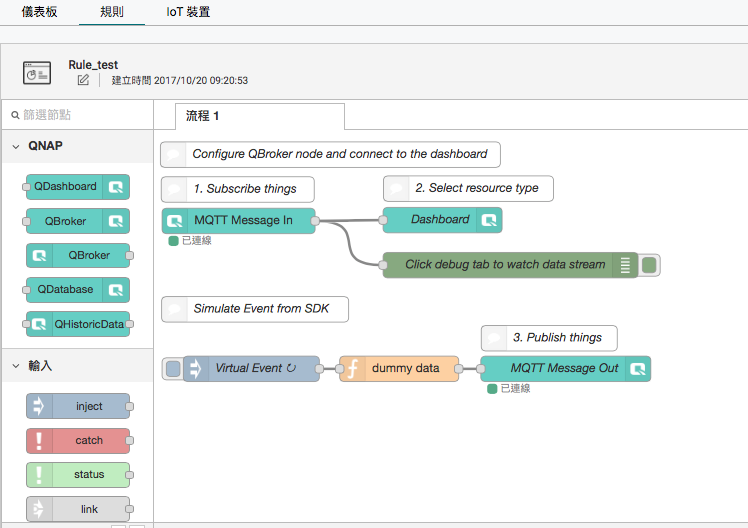 儀表板 規則 IoT 裝置
Rule_test
建立時間 2017/10/20 09:20:53
篩選節點
流程 1
QNAP
QDashboard
QBroker
QBroker
QDatabase
QHistoricData
輸入
inject
catch
status
link
Configure QBroker node and connect to the dashboard
1. Subscribe things
2. Select resource type
MQTT Message In
Dashboard
已連線
Click debug tab to watch data stream
Simulate Event from SDK
3. Publish things
Virtual Event ↻
dummy data
MQTT Message Out
已連線